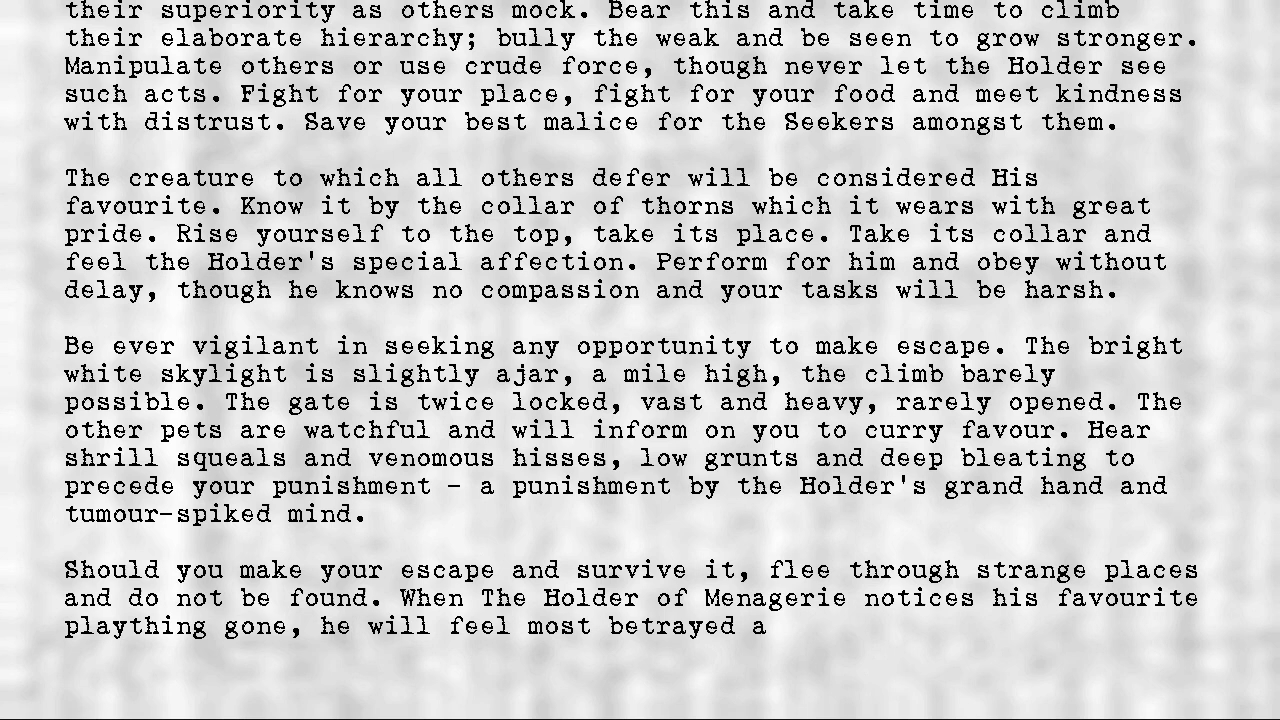 their superiority as others mock. Bear this and take time to climb
their elaborate hierarchy; bully the weak and be seen to grow stronger.
Manipulate others or use crude force, though never let the Holder see
such acts. Fight for your place, fight for your food and meet kindness
with distrust. Save your best malice for the Seekers amongst them.

The creature to which all others defer will be considered His
favourite. Know it by the collar of thorns which it wears with great
pride. Rise yourself to the top, take its place. Take its collar and
feel the Holder's special affection. Perform for him and obey without
delay, though he knows no compassion and your tasks will be harsh.

Be ever vigilant in seeking any opportunity to make escape. The bright
white skylight is slightly ajar, a mile high, the climb barely
possible. The gate is twice locked, vast and heavy, rarely opened. The
other pets are watchful and will inform on you to curry favour. Hear
shrill squeals and venomous hisses, low grunts and deep bleating to
precede your punishment - a punishment by the Holder's grand hand and
tumour-spiked mind.

Should you make your escape and survive it, flee through strange places
and do not be found. When The Holder of Menagerie notices his favourite
plaything gone, he will feel most betrayed a